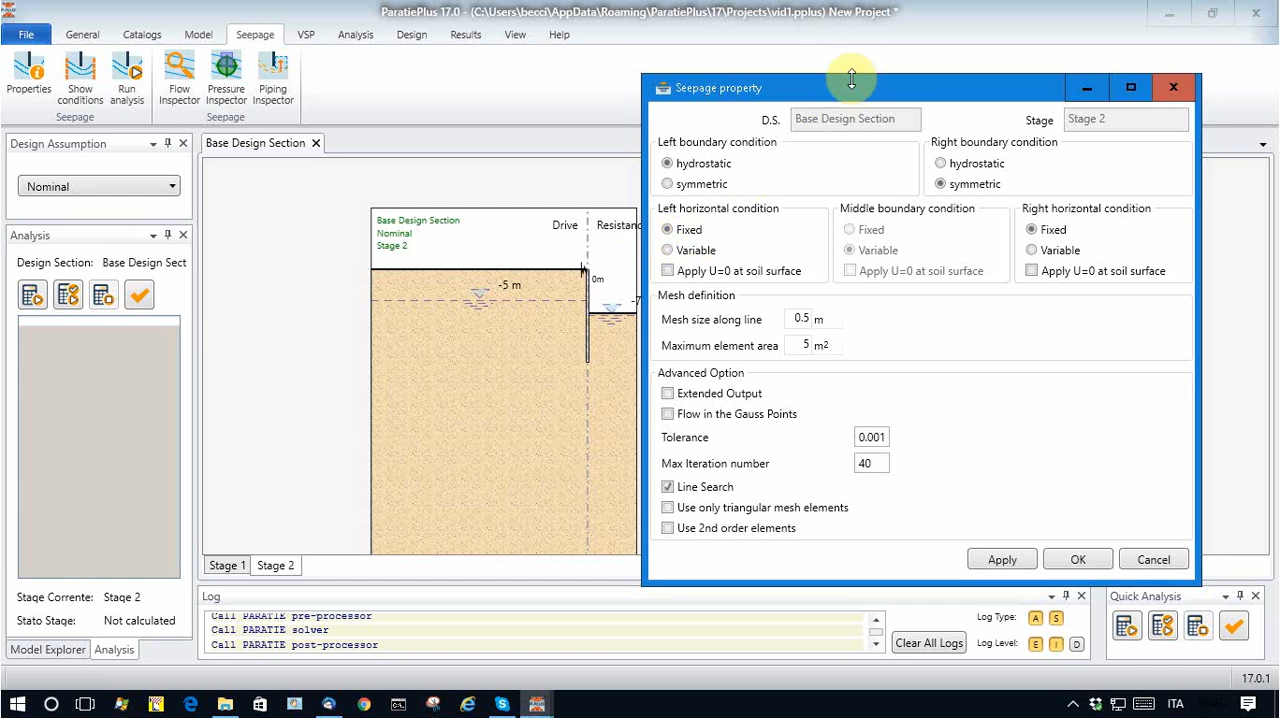 ParatiePlus 17.0 - (C:\Users\becci\AppData\Roaming\ParatiePlus\17\Projects\vid1.pplus) New Project *
File General Catalogs Model Seepage VSP Analysis Design Results View Help
Properties Show conditions Run analysis Flow Inspector Pressure Inspector Piping Inspector
Seepage Seepage
Design Assumption
Nominal
Analysis
Design Section: Base Design Sect
Stage Corrente: Stage 2
Stato Stage: Not calculated
Model Explorer Analysis
Base Design Section
Base Design Section
Nominal
Stage 2
Drive Resistanc
0m
-5 m
-7
Stage 1 Stage 2
Seepage property
D.S. Base Design Section Stage Stage 2
Left boundary condition Right boundary condition
hydrostatic hydrostatic
symmetric symmetric
Left horizontal condition Middle boundary condition Right horizontal condition
Fixed Fixed Fixed
Variable Variable Variable
Apply U=0 at soil surface Apply U=0 at soil surface Apply U=0 at soil surface
Mesh definition
Mesh size along line 0.5 m
Maximum element area 5 m2
Advanced Option
Extended Output
Flow in the Gauss Points
Tolerance 0.001
Max Iteration number 40
Line Search
Use only triangular mesh elements
Use 2nd order elements
Apply OK Cancel
Log
Call PARATIE pre-processor
Call PARATIE solver
Call PARATIE post-processor
Clear All Logs
Log Type: A S
Log Level: E I D
Quick Analysis
17.0.1
ITA